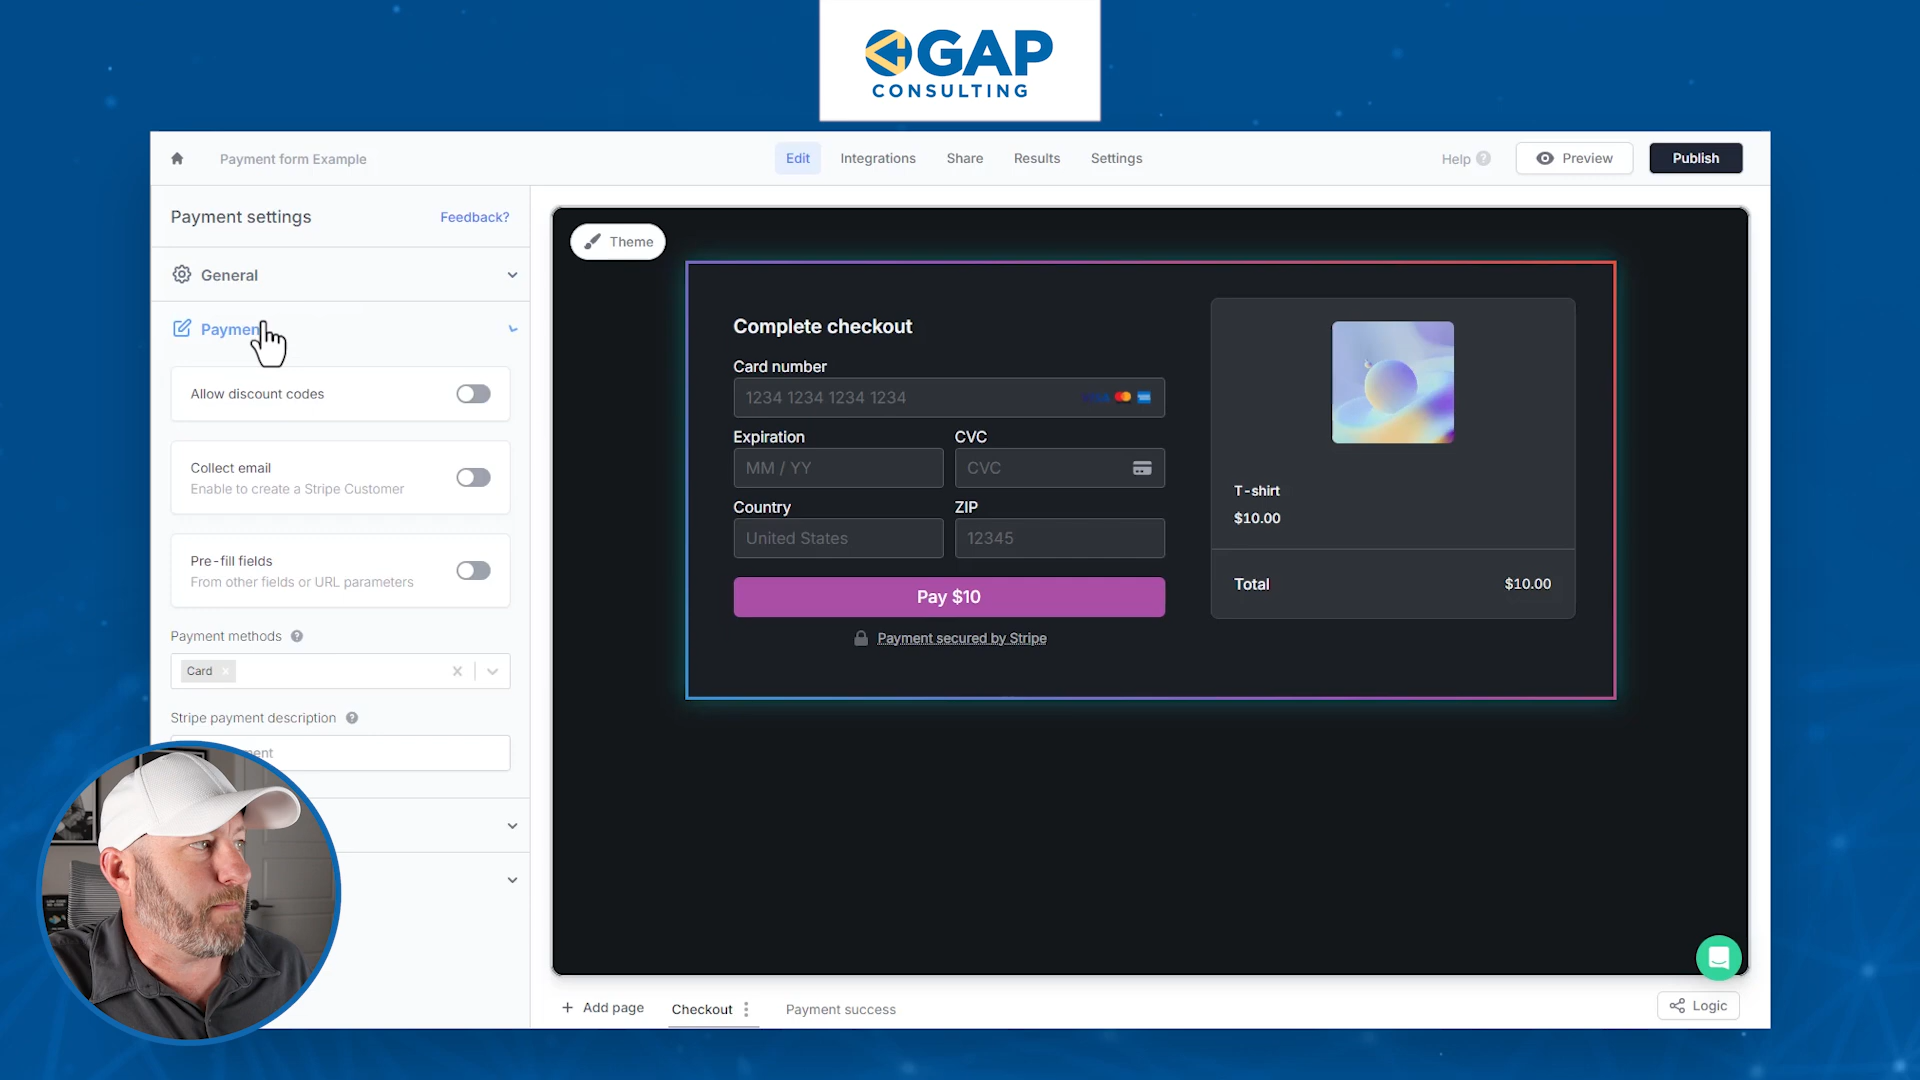 GAP
CONSULTING
Payment form Example
Edit
Integrations
Share
Results
Settings
Help
Preview
Publish
Payment settings
Feedback?
General
Allow discount codes
Collect email
Enable to create a Stripe Customer
Pre-fill fields
From other fields or URL parameters
Payment methods
Card
Stripe payment description
Theme
Complete checkout
Card number
1234 1234 1234 1234
VISA
Expiration
CVC
MM / YY
CVC
Country
ZIP
United States
12345
Pay $10
Payment secured by Stripe
T-shirt
$10.00
Total
$10.00
Add page
Checkout
Payment success
Logic